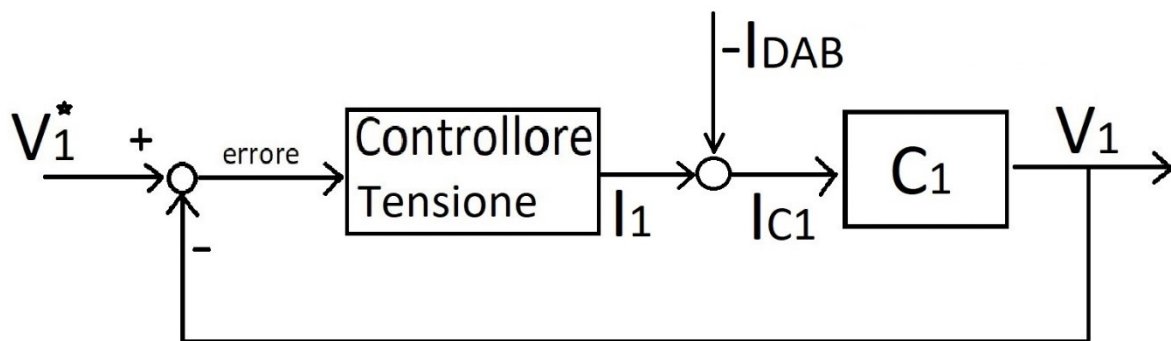 -IDAB
V1*
+
errore
Controllore
Tensione
I1
IC1
C1
V1
-